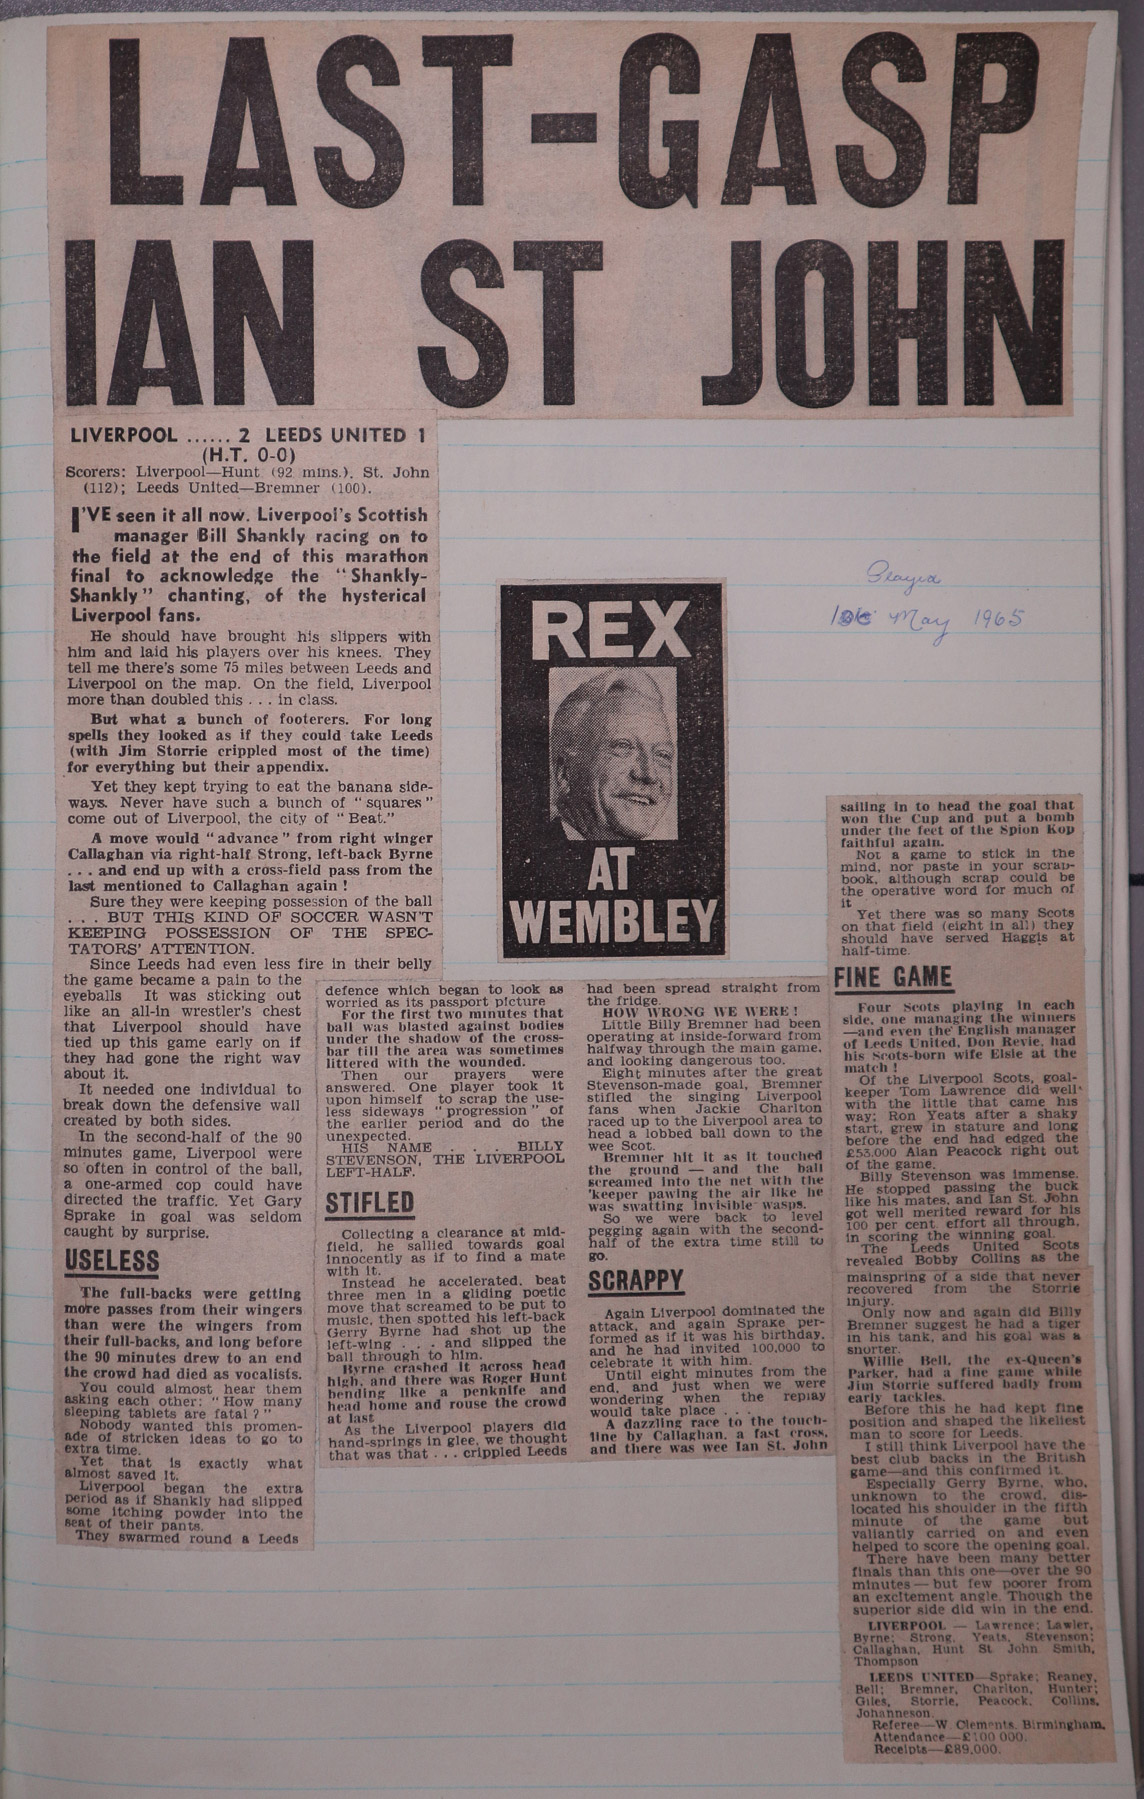 LAST-GASP
IAN ST JOHN
LIVERPOOL ...... 2 LEEDS UNITED 1
(H.T. 0-0)
Scorers: Liverpool—Hunt (92 mins.), St. John
(112); Leeds United—Bremner (100).
I'VE seen it all now. Liverpool's Scottish
manager Bill Shankly racing on to
the field at the end of this marathon
final to acknowledge the "Shankly-
Shankly" chanting, of the hysterical
Liverpool fans.
He should have brought his slippers with
him and laid his players over his knees. They
tell me there's some 75 miles between Leeds and
Liverpool on the map. On the field, Liverpool
more than doubled this . . . in class.
But what a bunch of footerers. For long
spells they looked as if they could take Leeds
(with Jim Storrie crippled most of the time)
for everything but their appendix.
Yet they kept trying to eat the banana side-
ways. Never have such a bunch of "squares"
come out of Liverpool, the city of "Beat."
A move would "advance" from right winger
Callaghan via right-half Strong, left-back Byrne
. . . and end up with a cross-field pass from the
last mentioned to Callaghan again !
Sure they were keeping possession of the ball
. . . BUT THIS KIND OF SOCCER WASN'T
KEEPING POSSESSION OF THE SPEC-
TATORS' ATTENTION.
Since Leeds had even less fire in their belly
the game became a pain to the
eyeballs It was sticking out
like an all-in wrestler's chest
that Liverpool should have
tied up this game early on if
they had gone the right way
about it.
It needed one individual to
break down the defensive wall
created by both sides.
In the second-half of the 90
minutes game, Liverpool were
so often in control of the ball,
a one-armed cop could have
directed the traffic. Yet Gary
Sprake in goal was seldom
caught by surprise.
USELESS
The full-backs were getting
more passes from their wingers
than were the wingers from
their full-backs, and long before
the 90 minutes drew to an end
the crowd had died as vocalists.
You could almost hear them
asking each other: "How many
sleeping tablets are fatal ?"
Nobody wanted this promen-
ade of stricken ideas to go to
extra time.
Yet that is exactly what
almost saved it.
Liverpool began the extra
period as if Shankly had slipped
some itching powder into the
seat of their pants.
They swarmed round a Leeds
defence which began to look as
worried as its passport picture
For the first two minutes that
ball was blasted against bodies
under the shadow of the cross-
bar till the area was sometimes
littered with the wounded.
Then our prayers were
answered. One player took it
upon himself to scrap the use-
less sideways "progression" of
the earlier period and do the
unexpected.
HIS NAME . . . BILLY
STEVENSON, THE LIVERPOOL
LEFT-HALF.
STIFLED
Collecting a clearance at mid-
field, he sallied towards goal
innocently as if to find a mate
with it.
Instead he accelerated, beat
three men in a gliding poetic
move that screamed to be put to
music, then spotted his left-back
Gerry Byrne had shot up the
left-wing . . . and slipped the
ball through to him.
Byrne crashed it across head
high, and there was Roger Hunt
bending like a penknife and
head home and rouse the crowd
at last
As the Liverpool players did
hand-springs in glee, we thought
that was that . . . crippled Leeds
REX
AT
WEMBLEY
had been spread straight from
the fridge.
HOW WRONG WE WERE !
Little Billy Bremner had been
operating at inside-forward from
halfway through the main game,
and looking dangerous too.
Eight minutes after the great
Stevenson-made goal, Bremner
stifled the singing Liverpool
fans when Jackie Charlton
raced up to the Liverpool area to
head a lobbed ball down to the
wee Scot.
Bremner hit it as it touched
the ground — and the ball
screamed into the net with the
'keeper pawing the air like he
was swatting invisible wasps.
So we were back to level
pegging again with the second-
half of the extra time still to
go.
SCRAPPY
Again Liverpool dominated the
attack, and again Sprake per-
formed as if it was his birthday,
and he had invited 100,000 to
celebrate it with him.
Until eight minutes from the
end, and just when we were
wondering when the replay
would take place . . .
A dazzling race to the touch-
line by Callaghan, a fast cross,
and there was wee Ian St. John
Played
May 1965
sailing in to head the goal that
won the Cup and put a bomb
under the feet of the Spion Kop
faithful again.
Not a game to stick in the
mind, nor paste in your scrap-
book, although scrap could be
the operative word for much of
it
Yet there was so many Scots
on that field (eight in all) they
should have served Haggis at
half-time.
FINE GAME
Four Scots playing in each
side, one managing the winners
—and even the English manager
of Leeds United, Don Revie, had
his Scots-born wife Elsie at the
match !
Of the Liverpool Scots, goal-
keeper Tom Lawrence did well
with the little that came his
way; Ron Yeats after a shaky
start, grew in stature and long
before the end had edged the
£53,000 Alan Peacock right out
of the game.
Billy Stevenson was immense.
He stopped passing the buck
like his mates, and Ian St. John
got well merited reward for his
100 per cent. effort all through,
in scoring the winning goal.
The Leeds United Scots
revealed Bobby Collins as the
mainspring of a side that never
recovered from the Storrie
injury.
Only now and again did Billy
Bremner suggest he had a tiger
in his tank, and his goal was a
snorter.
Willie Bell, the ex-Queen's
Parker, had a fine game while
Jim Storrie suffered badly from
early tackles.
Before this he had kept fine
position and shaped the likeliest
man to score for Leeds.
I still think Liverpool have the
best club backs in the British
game—and this confirmed it.
Especially Gerry Byrne, who,
unknown to the crowd, dis-
located his shoulder in the fifth
minute of the game but
valiantly carried on and even
helped to score the opening goal.
There have been many better
finals than this one—over the 90
minutes — but few poorer from
an excitement angle. Though the
superior side did win in the end.
LIVERPOOL — Lawrence; Lawler,
Byrne; Strong, Yeats, Stevenson;
Callaghan, Hunt St John Smith,
Thompson
LEEDS UNITED—Sprake; Reaney,
Bell; Bremner, Charlton, Hunter;
Giles, Storrie, Peacock, Collins,
Johanneson.
Referee—W Clements, Birmingham.
Attendance—£100 000.
Receipts—£89,000.